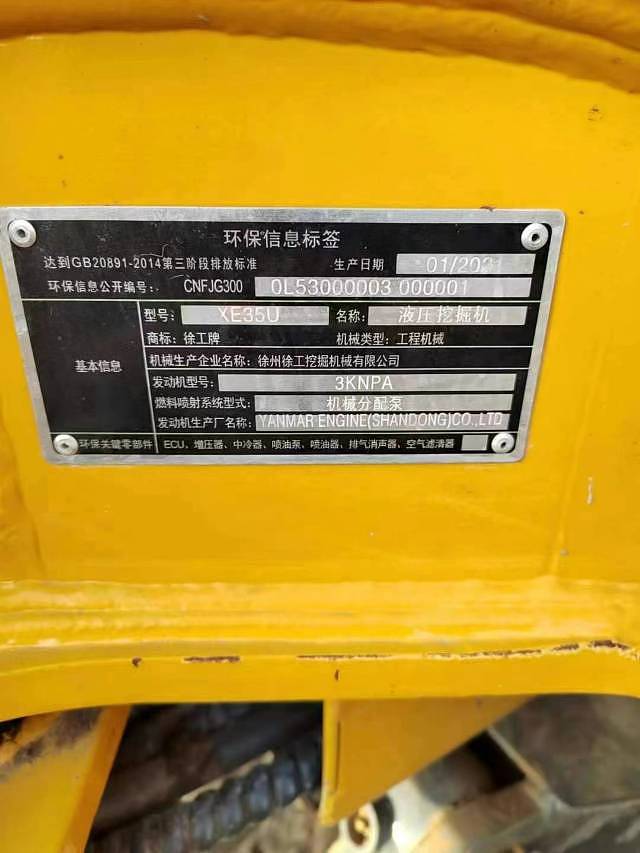 环保信息标签
达到GB20891-2014第三阶段排放标准 生产日期 01/2021
环保信息公开编号: CNFJG300 0L53000003 000001
基本信息
型号: XE35U 名称: 液压挖掘机
商标: 徐工牌 机械类型: 工程机械
机械生产企业名称: 徐州徐工挖掘机械有限公司
发动机型号: 3KNPA
燃料喷射系统型式: 机械分配泵
发动机生产厂名称: YANMAR ENGINE(SHANDONG)CO.,LTD
环保关键零部件 ECU、增压器、中冷器、喷油泵、喷油器、排气消声器、空气滤清器